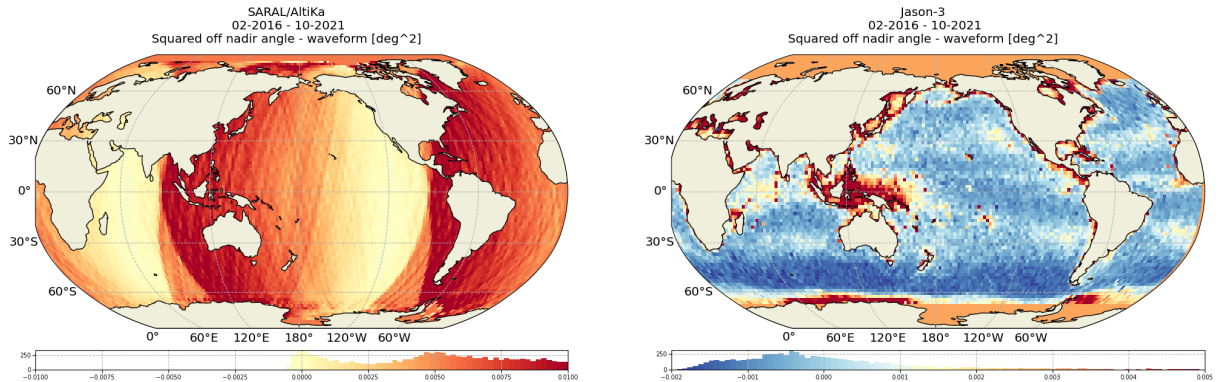 SARAL/AltiKa
02-2016 - 10-2021
Squared off nadir angle - waveform [deg^2]
60°N
30°N
0°
30°S
60°S
0° 60°E 120°E 180° 120°W 60°W
250
0
−0.0100 −0.0075 −0.0050 −0.0025 0.0000 0.0025 0.0050 0.0075 0.0100
Jason-3
02-2016 - 10-2021
Squared off nadir angle - waveform [deg^2]
60°N
30°N
0°
30°S
60°S
0° 60°E 120°E 180° 120°W 60°W
250
0
−0.002 −0.001 0.000 0.001 0.002 0.003 0.004 0.005